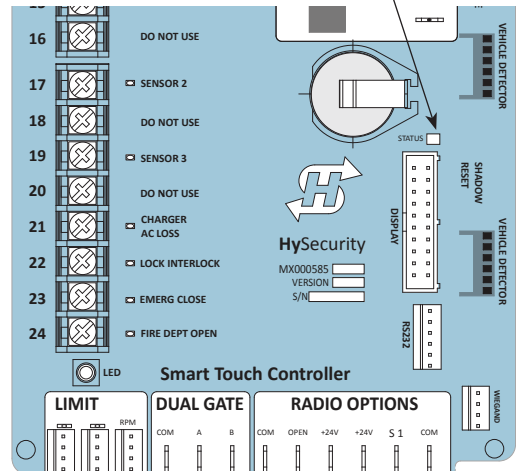 16 DO NOT USE
17 SENSOR 2
18 DO NOT USE
19 SENSOR 3
20 DO NOT USE
21 CHARGER
AC LOSS
22 LOCK INTERLOCK
23 EMERG CLOSE
24 FIRE DEPT OPEN
LED
VEHICLE DETECTOR
STATUS
DISPLAY
SHADOW
RESET
VEHICLE DETECTOR
HySecurity
MX000585
VERSION
S/N
RS232
WIEGAND
Smart Touch Controller
LIMIT
RPM
DUAL GATE
COM A B
RADIO OPTIONS
COM OPEN +24V +24V S 1 COM